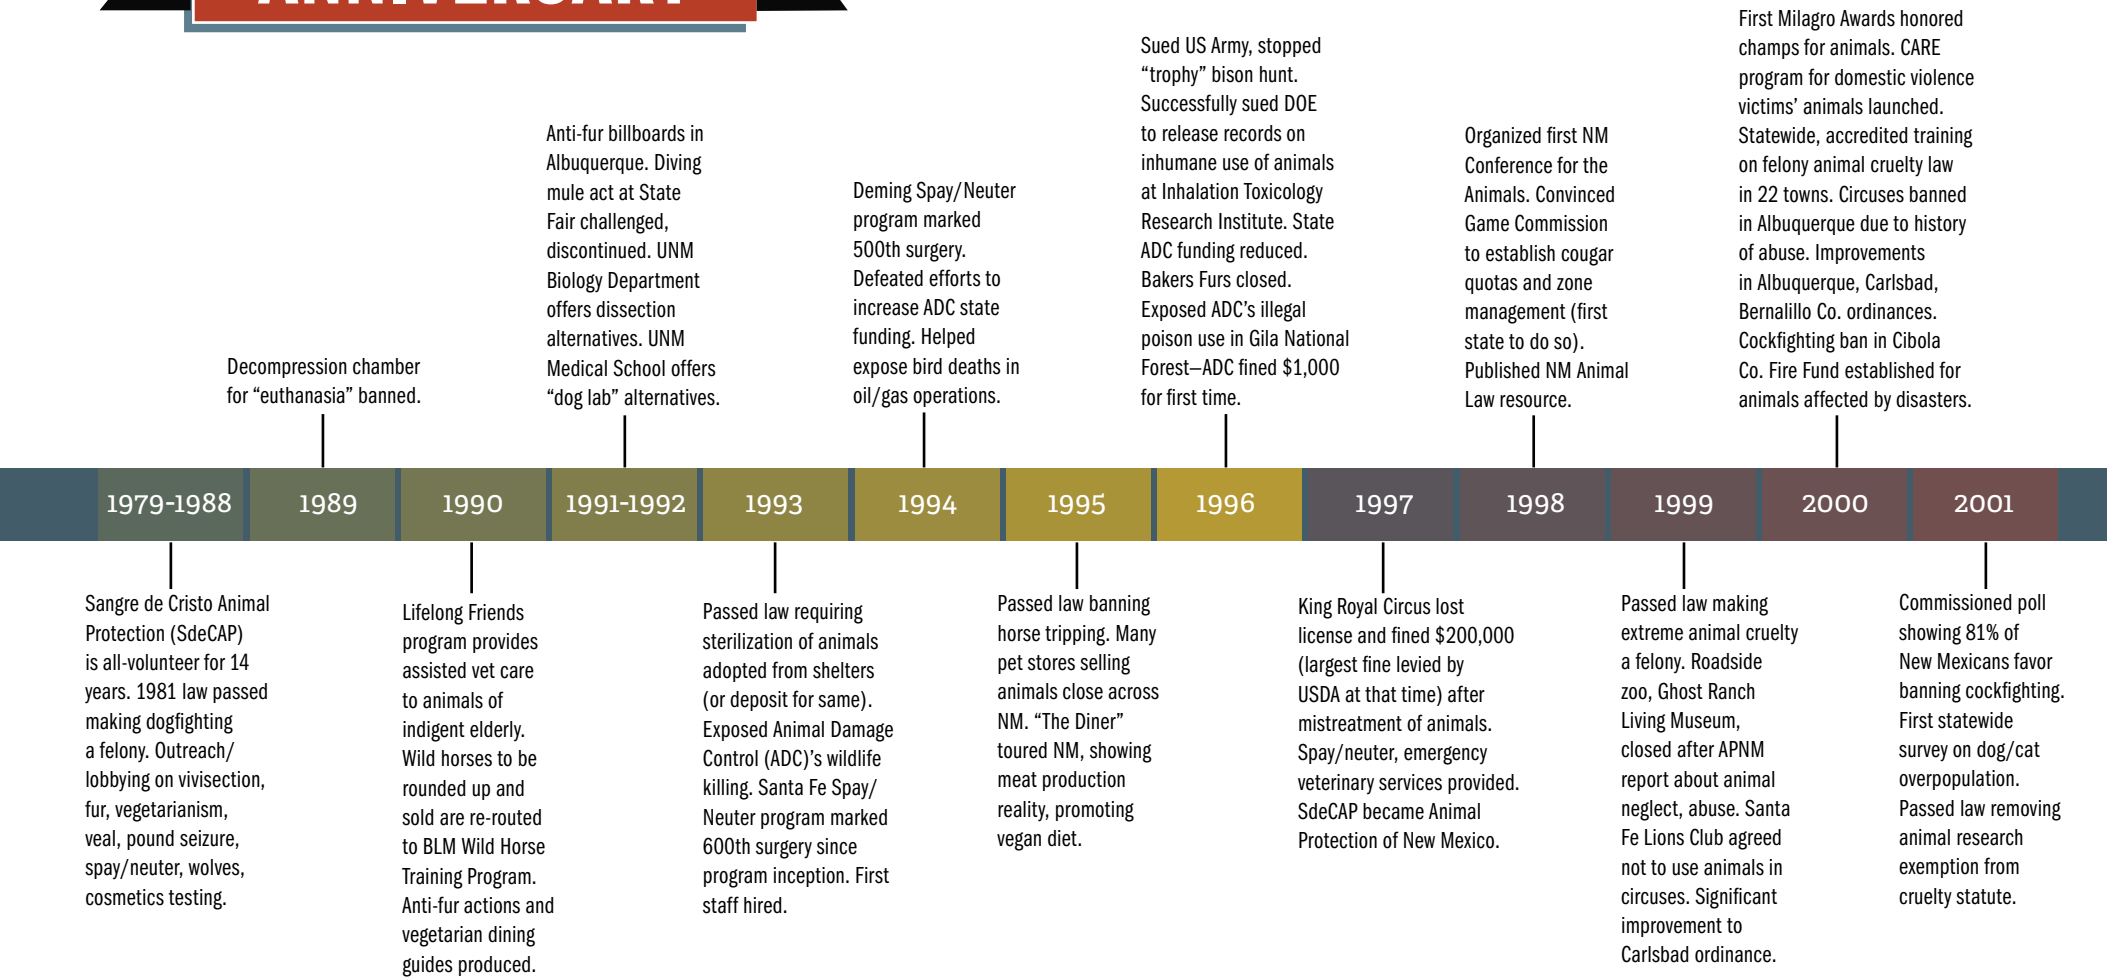 ANNIVERSARY
Decompression chamber
for “euthanasia” banned.
Anti-fur billboards in
Albuquerque. Diving
mule act at State
Fair challenged,
discontinued. UNM
Biology Department
offers dissection
alternatives. UNM
Medical School offers
“dog lab” alternatives.
Deming Spay/Neuter
program marked
500th surgery.
Defeated efforts to
increase ADC state
funding. Helped
expose bird deaths in
oil/gas operations.
Sued US Army, stopped
“trophy” bison hunt.
Successfully sued DOE
to release records on
inhumane use of animals
at Inhalation Toxicology
Research Institute. State
ADC funding reduced.
Bakers Furs closed.
Exposed ADC’s illegal
poison use in Gila National
Forest—ADC fined $1,000
for first time.
Organized first NM
Conference for the
Animals. Convinced
Game Commission
to establish cougar
quotas and zone
management (first
state to do so).
Published NM Animal
Law resource.
First Milagro Awards honored
champs for animals. CARE
program for domestic violence
victims’ animals launched.
Statewide, accredited training
on felony animal cruelty law
in 22 towns. Circuses banned
in Albuquerque due to history
of abuse. Improvements
in Albuquerque, Carlsbad,
Bernalillo Co. ordinances.
Cockfighting ban in Cibola
Co. Fire Fund established for
animals affected by disasters.
1979-1988
1989
1990
1991-1992
1993
1994
1995
1996
1997
1998
1999
2000
2001
Sangre de Cristo Animal
Protection (SdeCAP)
is all-volunteer for 14
years. 1981 law passed
making dogfighting
a felony. Outreach/
lobbying on vivisection,
fur, vegetarianism,
veal, pound seizure,
spay/neuter, wolves,
cosmetics testing.
Lifelong Friends
program provides
assisted vet care
to animals of
indigent elderly.
Wild horses to be
rounded up and
sold are re-routed
to BLM Wild Horse
Training Program.
Anti-fur actions and
vegetarian dining
guides produced.
Passed law requiring
sterilization of animals
adopted from shelters
(or deposit for same).
Exposed Animal Damage
Control (ADC)’s wildlife
killing. Santa Fe Spay/
Neuter program marked
600th surgery since
program inception. First
staff hired.
Passed law banning
horse tripping. Many
pet stores selling
animals close across
NM. “The Diner”
toured NM, showing
meat production
reality, promoting
vegan diet.
King Royal Circus lost
license and fined $200,000
(largest fine levied by
USDA at that time) after
mistreatment of animals.
Spay/neuter, emergency
veterinary services provided.
SdeCAP became Animal
Protection of New Mexico.
Passed law making
extreme animal cruelty
a felony. Roadside
zoo, Ghost Ranch
Living Museum,
closed after APNM
report about animal
neglect, abuse. Santa
Fe Lions Club agreed
not to use animals in
circuses. Significant
improvement to
Carlsbad ordinance.
Commissioned poll
showing 81% of
New Mexicans favor
banning cockfighting.
First statewide
survey on dog/cat
overpopulation.
Passed law removing
animal research
exemption from
cruelty statute.